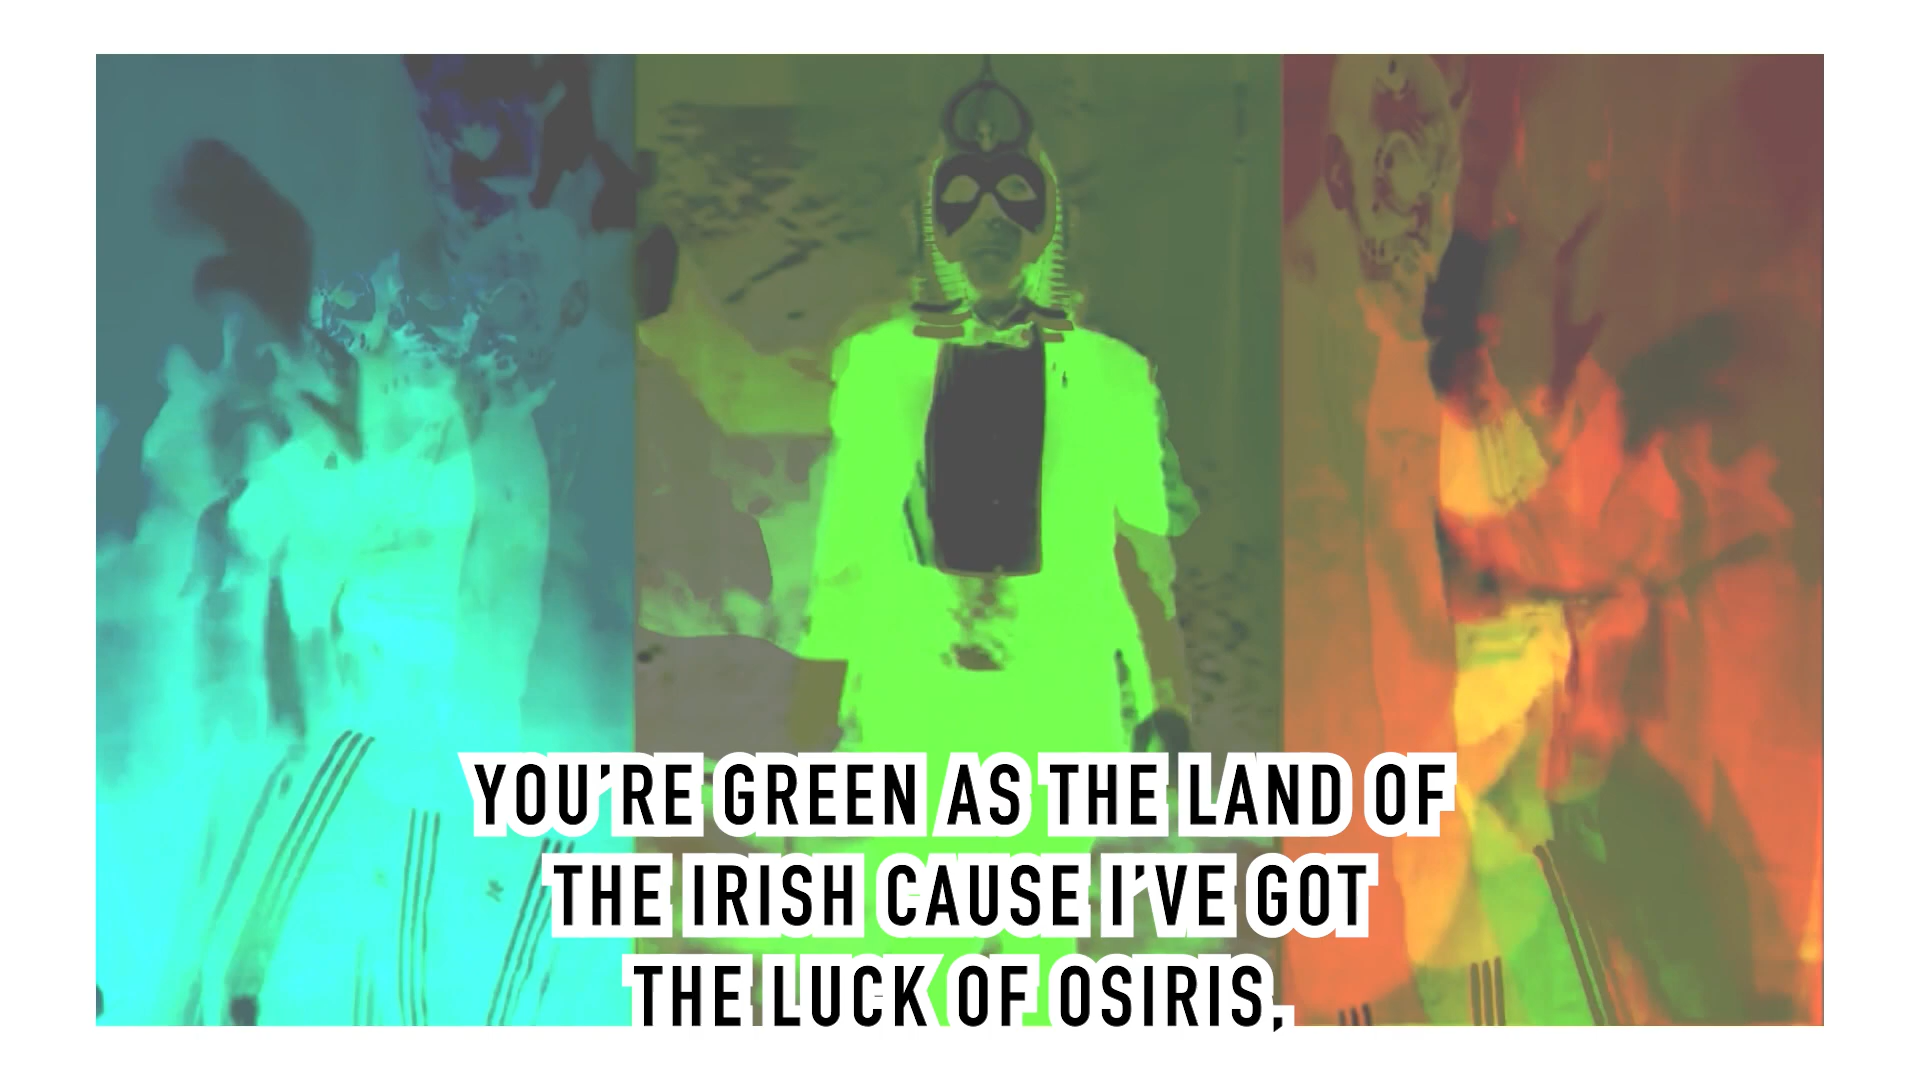 YOU'RE GREEN AS THE LAND OF
THE IRISH CAUSE I'VE GOT
THE LUCK OF OSIRIS,